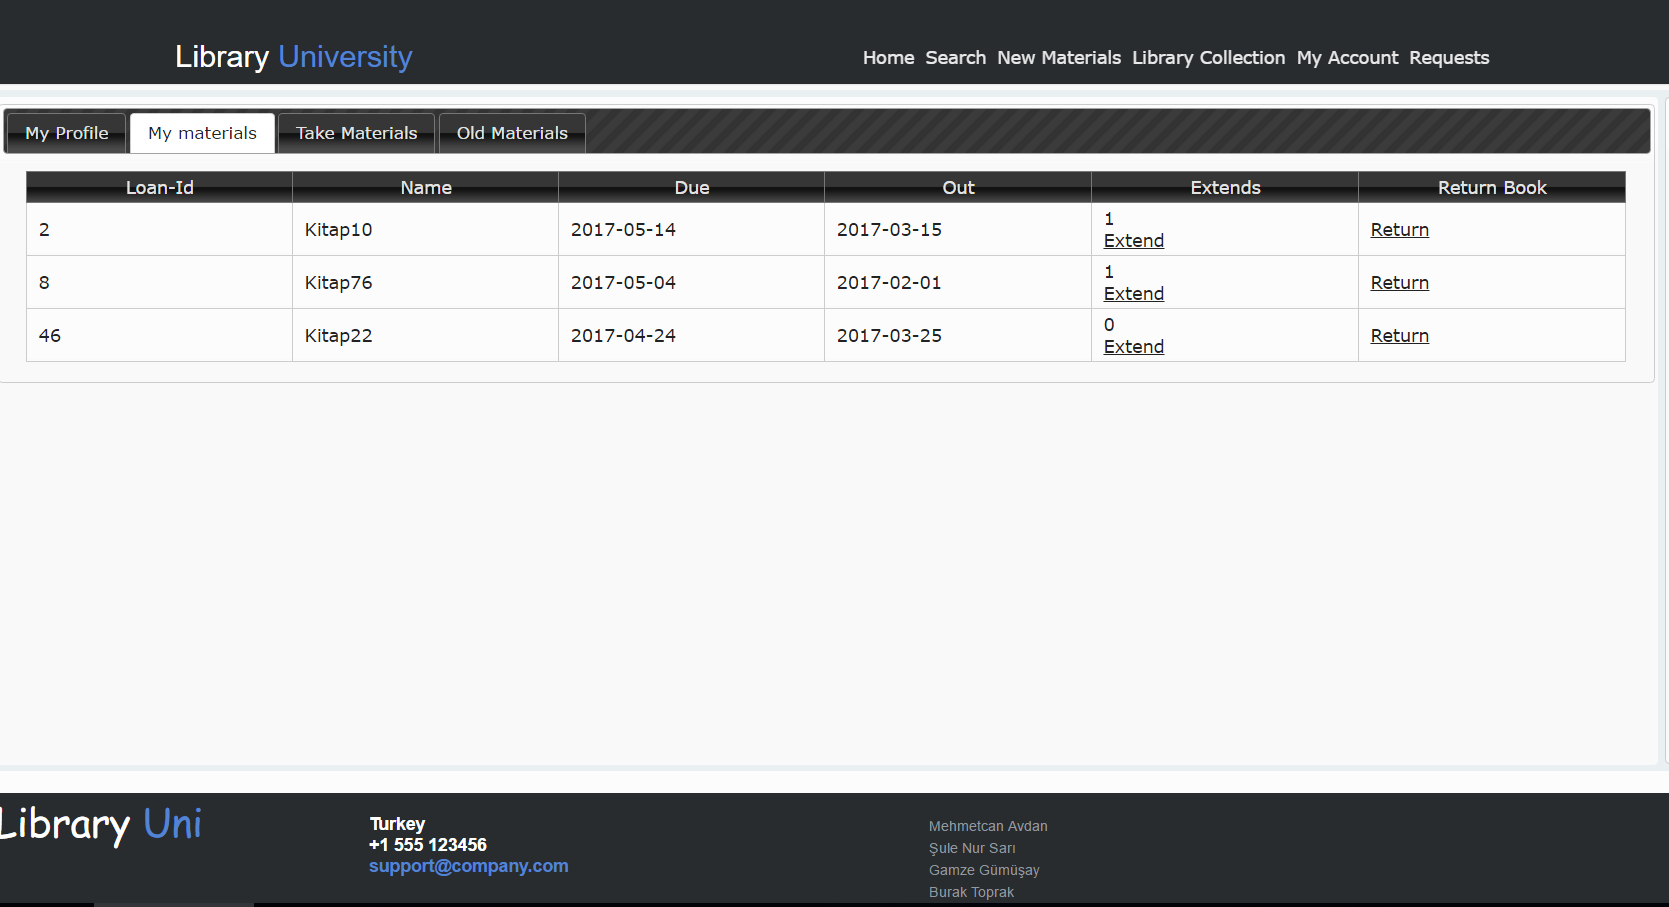 Library University
Home Search New Materials Library Collection My Account Requests
My Profile My materials Take Materials Old Materials
Loan-Id Name Due Out Extends Return Book
2 Kitap10 2017-05-14 2017-03-15 1 Extend Return
8 Kitap76 2017-05-04 2017-02-01 1 Extend Return
46 Kitap22 2017-04-24 2017-03-25 0 Extend Return
Library Uni
Turkey
+1 555 123456
support@company.com
Mehmetcan Avdan
Şule Nur Sarı
Gamze Gümüşay
Burak Toprak